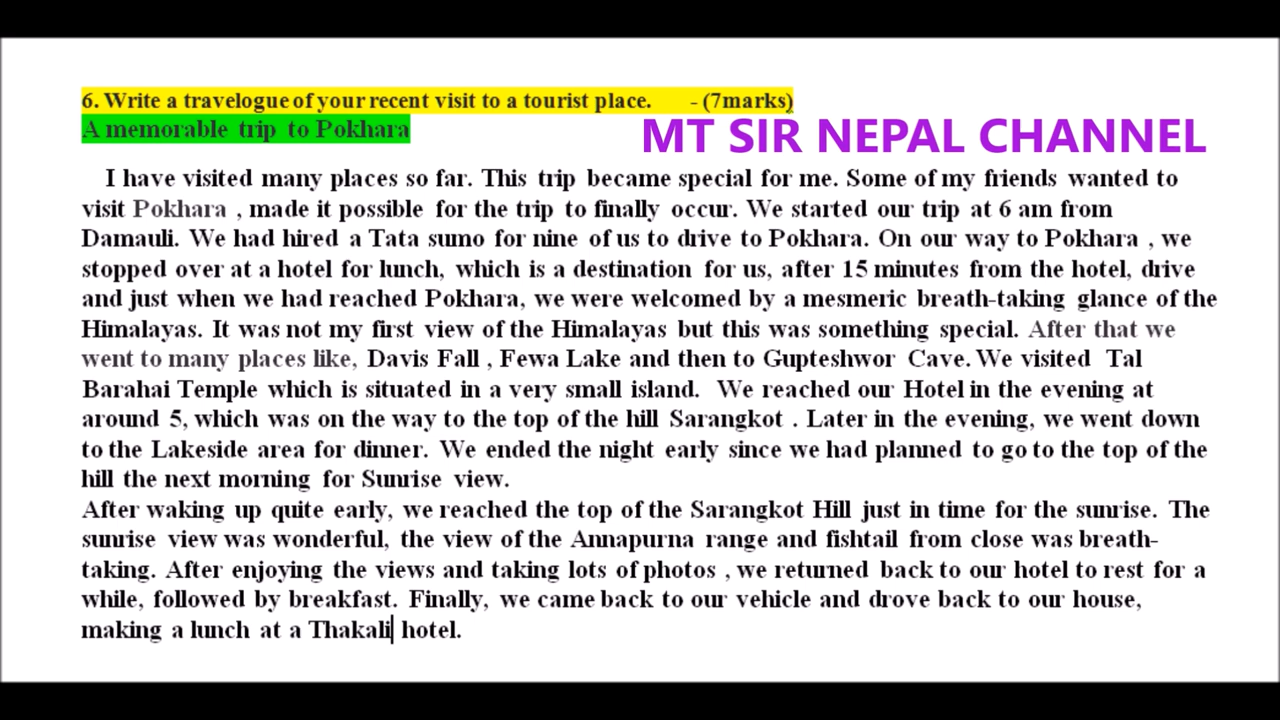 6. Write a travelogue of your recent visit to a tourist place. - (7marks)
A memorable trip to Pokhara
MT SIR NEPAL CHANNEL
I have visited many places so far. This trip became special for me. Some of my friends wanted to
visit Pokhara , made it possible for the trip to finally occur. We started our trip at 6 am from
Damauli. We had hired a Tata sumo for nine of us to drive to Pokhara. On our way to Pokhara , we
stopped over at a hotel for lunch, which is a destination for us, after 15 minutes from the hotel, drive
and just when we had reached Pokhara, we were welcomed by a mesmeric breath-taking glance of the
Himalayas. It was not my first view of the Himalayas but this was something special. After that we
went to many places like, Davis Fall , Fewa Lake and then to Gupteshwor Cave. We visited Tal
Barahai Temple which is situated in a very small island. We reached our Hotel in the evening at
around 5, which was on the way to the top of the hill Sarangkot . Later in the evening, we went down
to the Lakeside area for dinner. We ended the night early since we had planned to go to the top of the
hill the next morning for Sunrise view.
After waking up quite early, we reached the top of the Sarangkot Hill just in time for the sunrise. The
sunrise view was wonderful, the view of the Annapurna range and fishtail from close was breath-
taking. After enjoying the views and taking lots of photos , we returned back to our hotel to rest for a
while, followed by breakfast. Finally, we came back to our vehicle and drove back to our house,
making a lunch at a Thakali hotel.